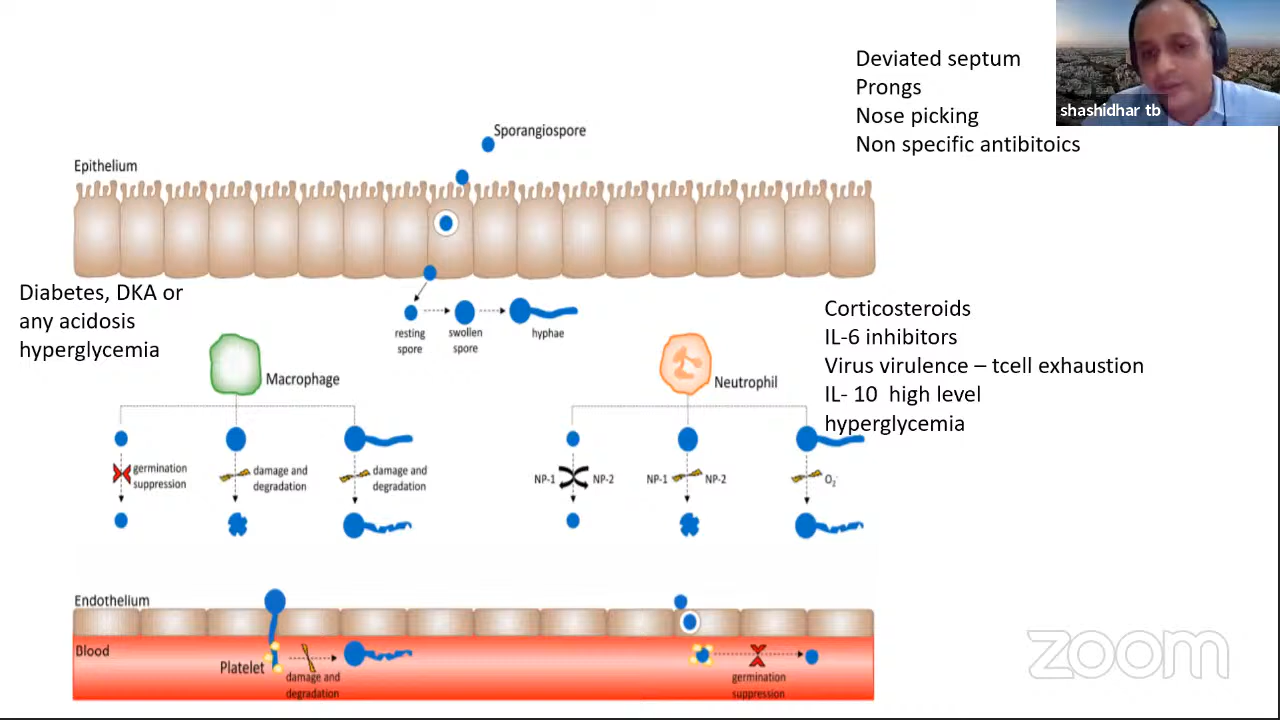 Deviated septum
Prongs
Nose picking
Non specific antibitoics
shashidhar tb
Sporangiospore
Epithelium
Diabetes, DKA or
any acidosis
hyperglycemia
resting
spore
swollen
spore
hyphae
Corticosteroids
IL-6 inhibitors
Virus virulence – tcell exhaustion
IL- 10 high level
hyperglycemia
Macrophage
Neutrophil
germination
suppression
damage and
degradation
damage and
degradation
NP-1
NP-2
NP-1
NP-2
O2-
Endothelium
Blood
Platelet
damage and
degradation
germination
suppression
zoom